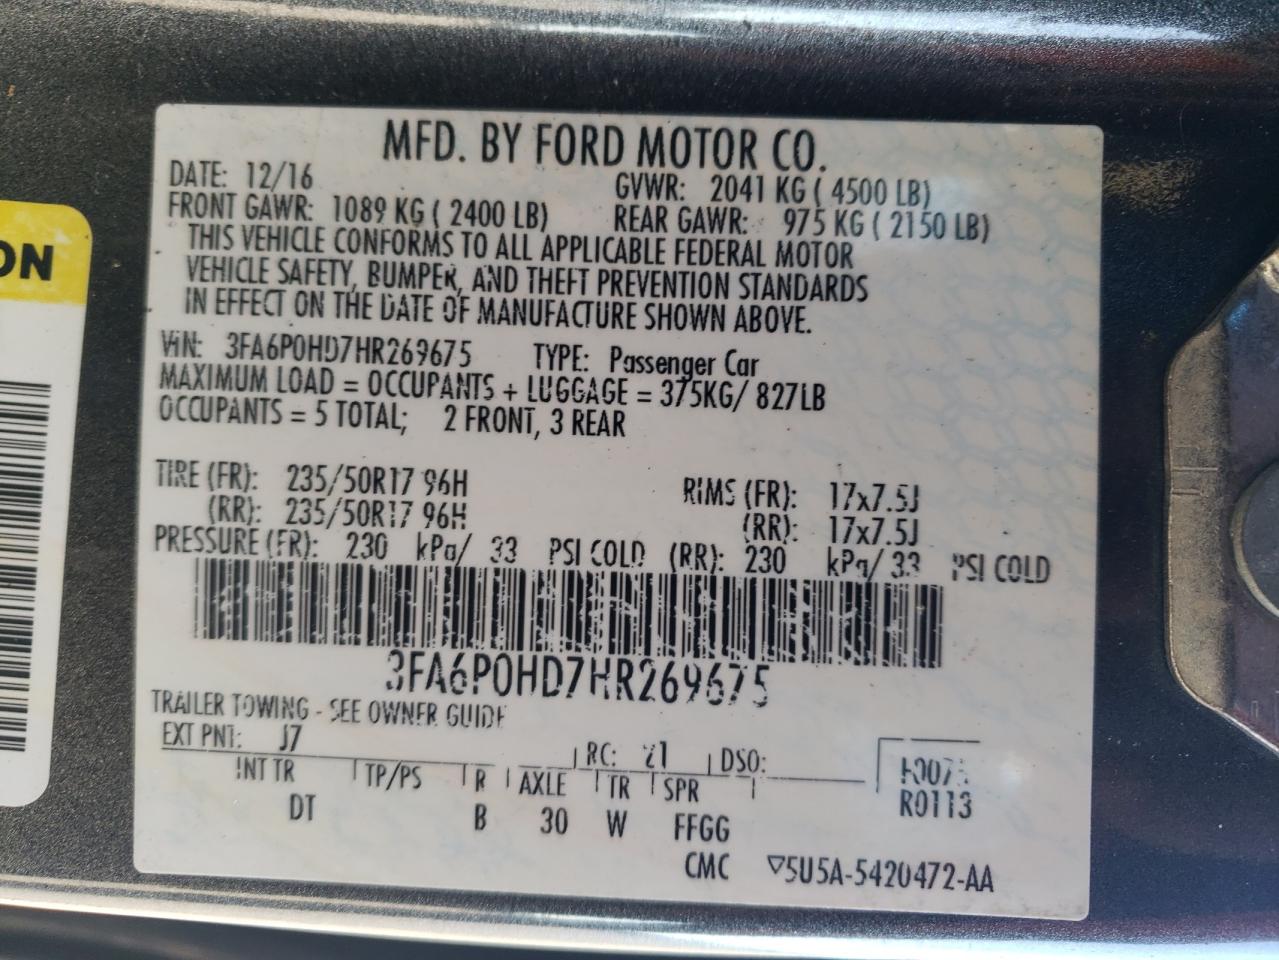 MFD. BY FORD MOTOR CO.
DATE: 12/16 GVWR: 2041 KG ( 4500 LB)
FRONT GAWR: 1089 KG ( 2400 LB) REAR GAWR: 975 KG ( 2150 LB)
THIS VEHICLE CONFORMS TO ALL APPLICABLE FEDERAL MOTOR
VEHICLE SAFETY, BUMPER, AND THEFT PREVENTION STANDARDS
IN EFFECT ON THE DATE OF MANUFACTURE SHOWN ABOVE.
VIN: 3FA6P0HD7HR269675 TYPE: Passenger Car
MAXIMUM LOAD = OCCUPANTS + LUGGAGE = 375KG/ 827LB
OCCUPANTS = 5 TOTAL; 2 FRONT, 3 REAR
TIRE (FR): 235/50R17 96H RIMS (FR): 17x7.5J
(RR): 235/50R17 96H (RR): 17x7.5J
PRESSURE (FR): 230 kPa/ 33 PSI COLD (RR): 230 kPa/ 33 PSI COLD
3FA6P0HD7HR269675
TRAILER TOWING - SEE OWNER GUIDE
EXT PNT: J7 RC: 21 DSO:
INT TR TP/PS R AXLE TR SPR R0113
DT B 30 W FFGG
CMC ▽5U5A-5420472-AA
ON